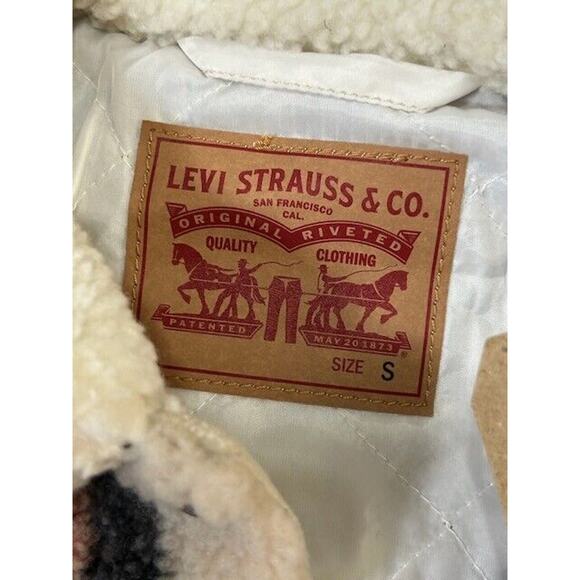 LEVI STRAUSS & CO.
SAN FRANCISCO
CAL.
ORIGINAL RIVETED
QUALITY CLOTHING
PATENTED MAY 20 1873
®
SIZE S